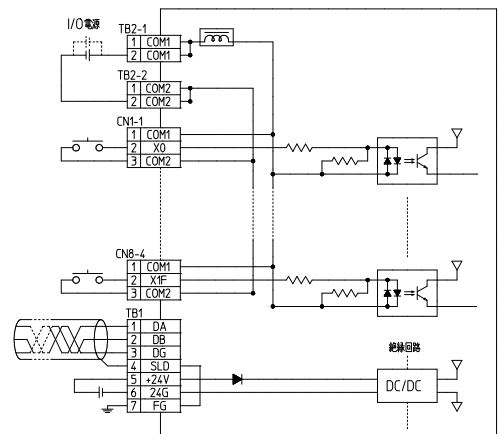 I/O電源
TB2-1
1 COM1
2 COM1
TB2-2
1 COM2
2 COM2
CN1-1
1 COM1
2 X0
3 COM2
CN8-4
1 COM1
2 X1F
3 COM2
TB1
1 DA
2 DB
3 DG
4 SLD
5 +24V
6 24G
7 FG
絶縁回路
DC/DC